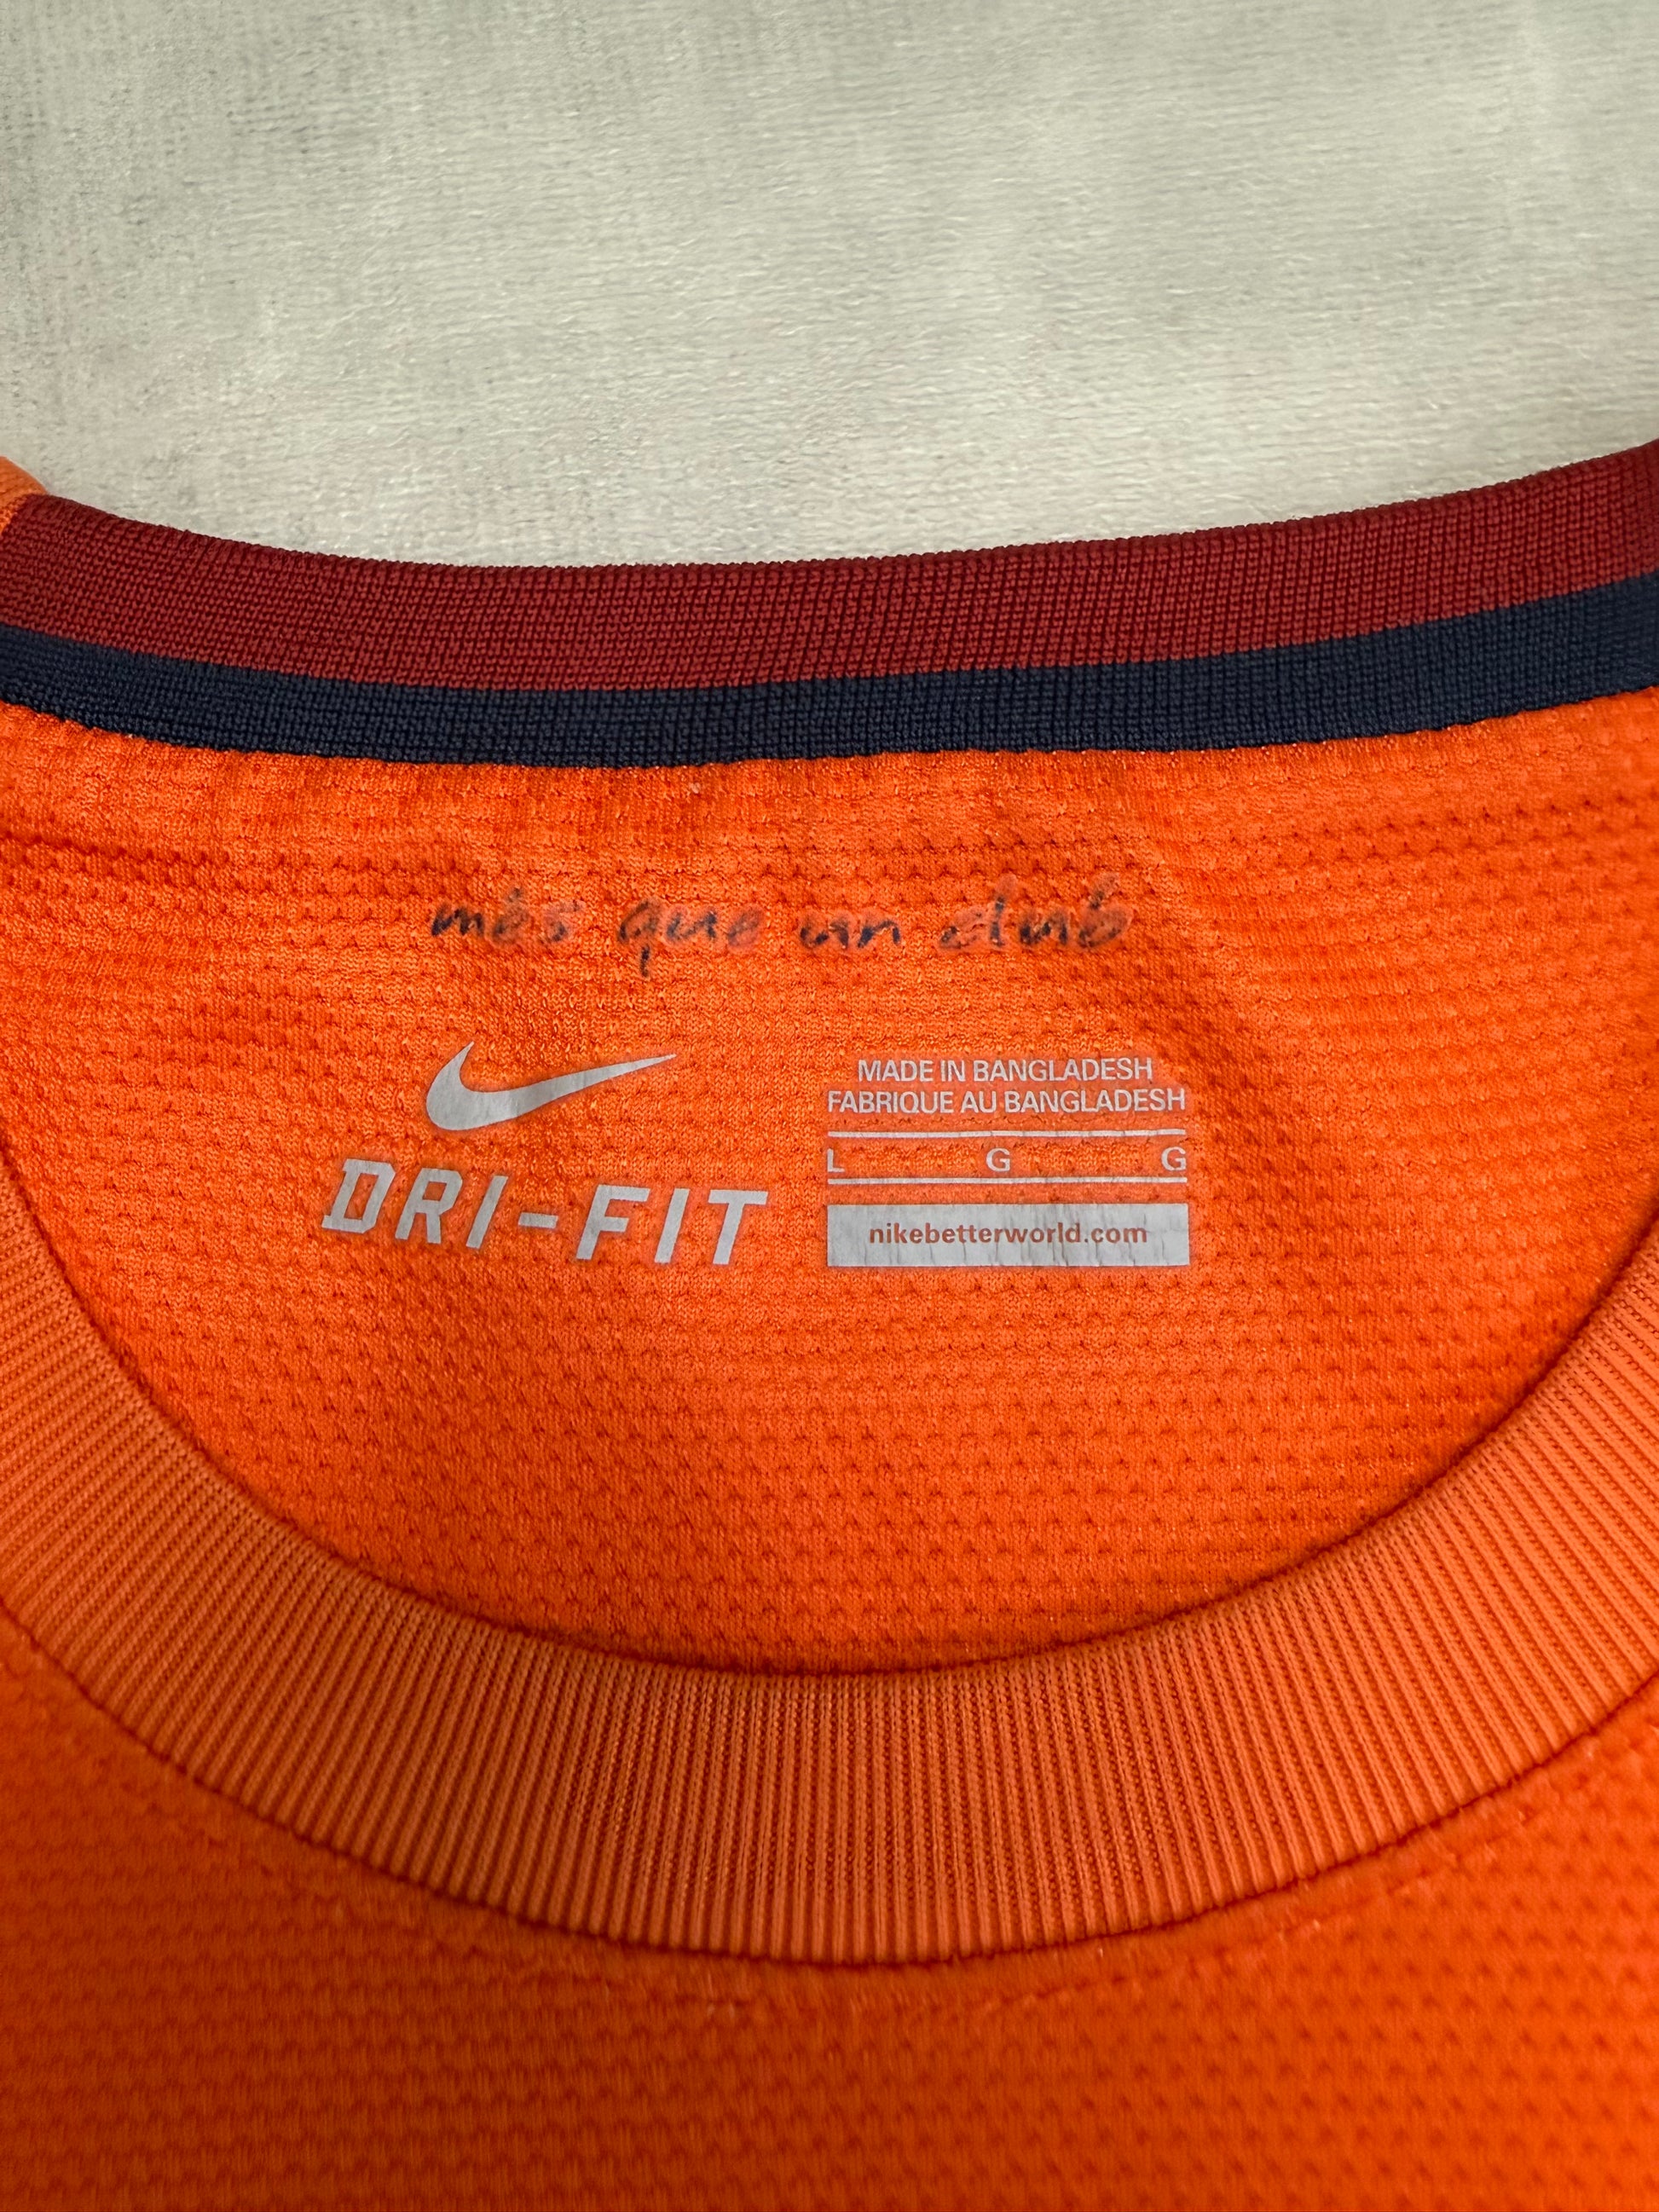 més que un club
DRI-FIT
MADE IN BANGLADESH
FABRIQUE AU BANGLADESH
L G G
nikebetterworld.com